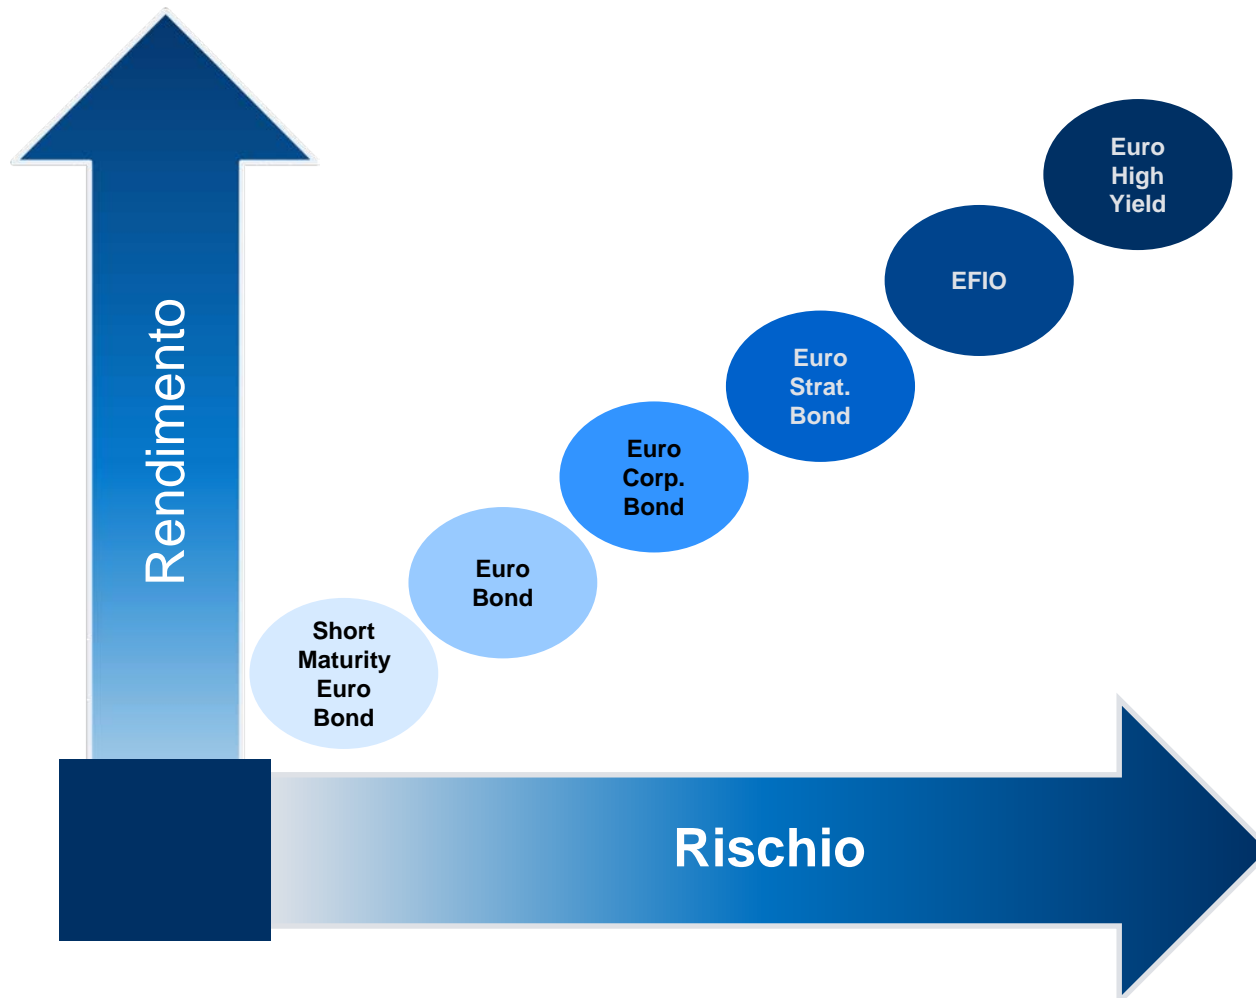 Rendimento
Euro
High
Yield
EFIO
Euro
Strat.
Bond
Euro
Corp.
Bond
Euro
Bond
Short
Maturity
Euro
Bond
Rischio